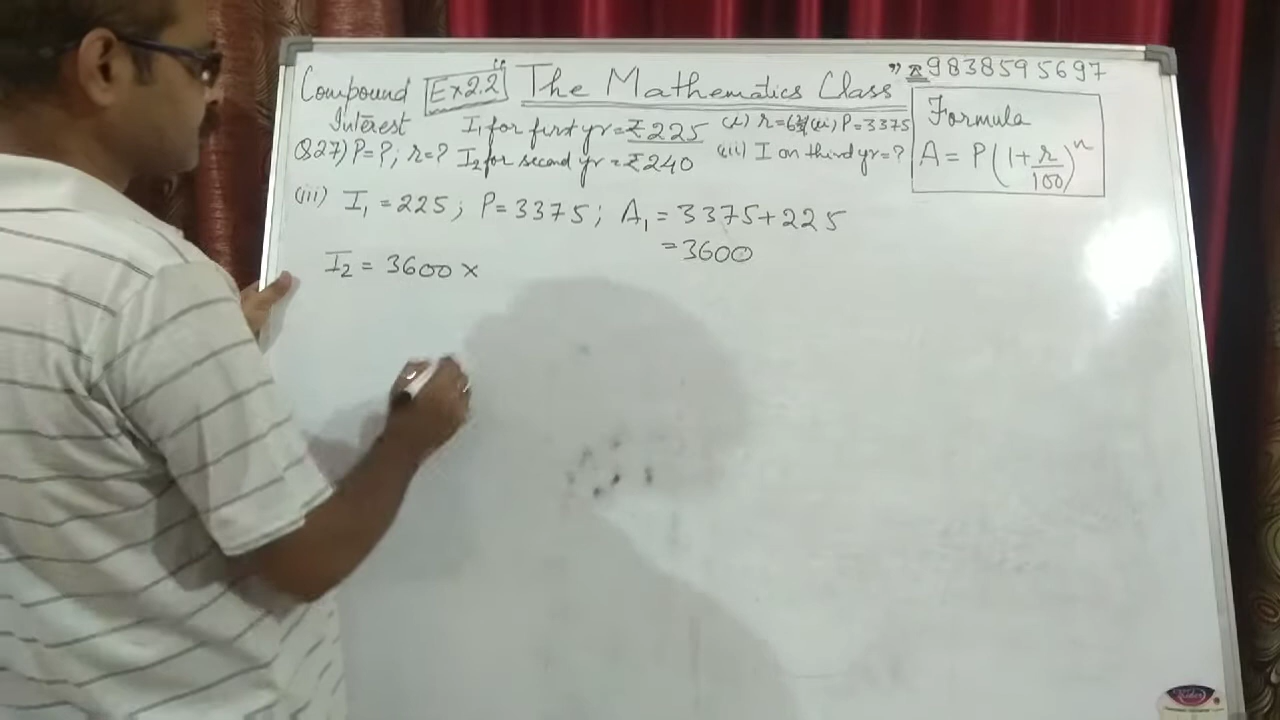 Compound Interest
Ex 2.2
The Mathematics Class
9838595697
I₁ for first yr = ₹225
(i) r = 6⅔% (ii) P = 3375
Q27) P=?; r=? I₂ for second yr = ₹240
(iii) I on third yr = ?
Formula
A = P(1 + r/100)ⁿ
(iii) I₁ = 225; P = 3375; A₁ = 3375+225
= 3600
I₂ = 3600 ×